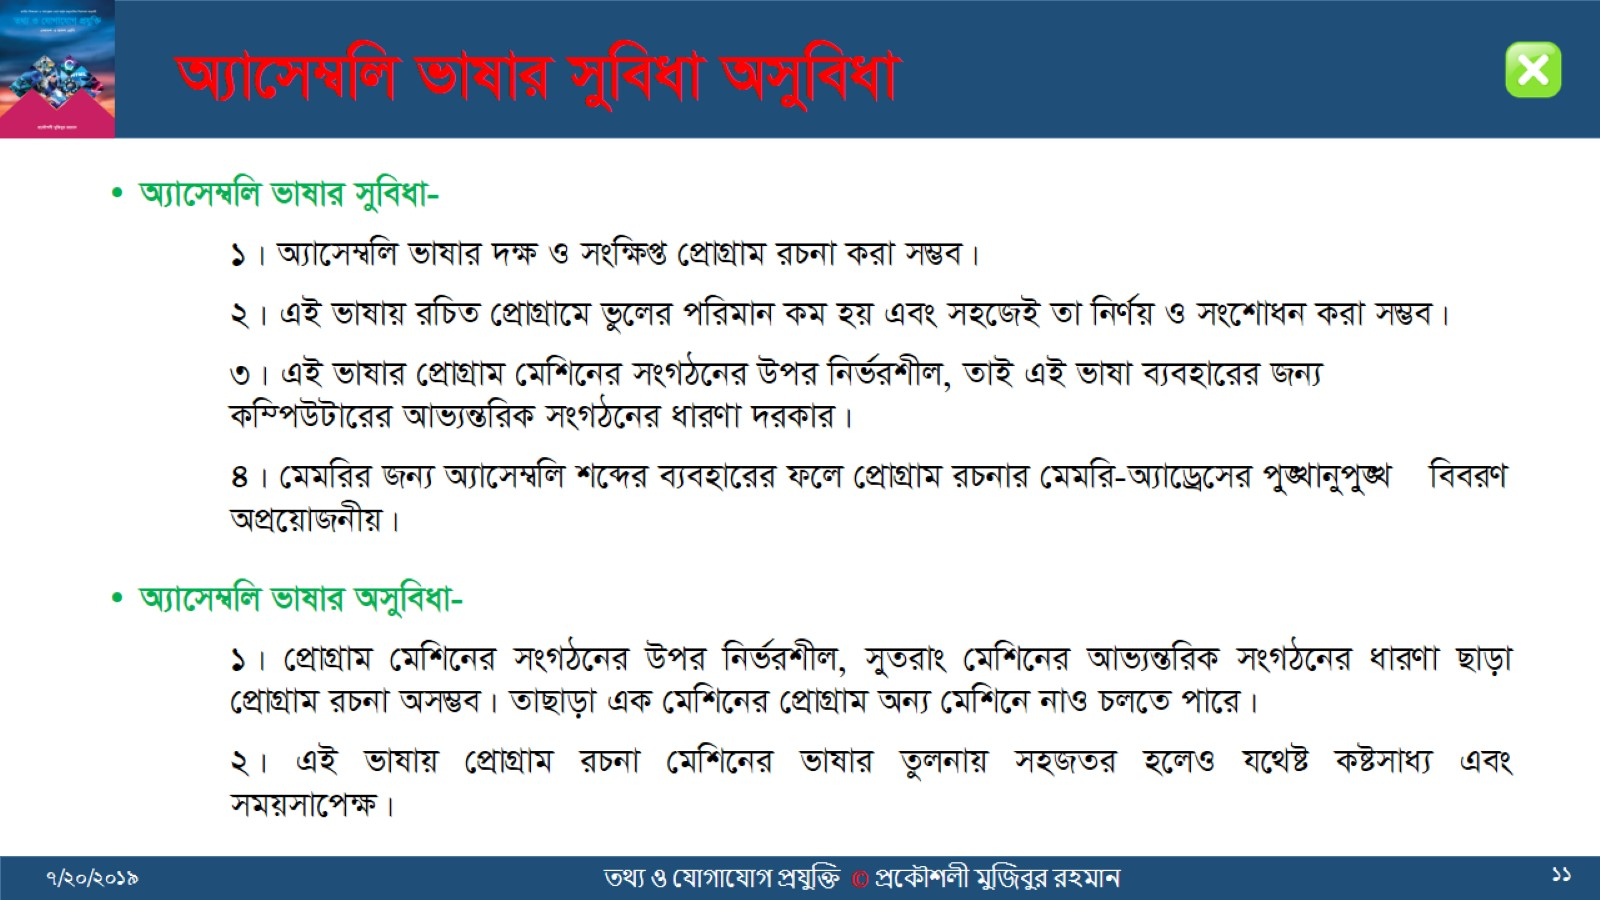 অ্যাসেম্বলি ভাষার সুবিধা অসুবিধা
তথ্য ও যোগাযোগ প্রযুক্তি
• অ্যাসেম্বলি ভাষার সুবিধা-
১। অ্যাসেম্বলি ভাষার দক্ষ ও সংক্ষিপ্ত প্রোগ্রাম রচনা করা সম্ভব।
২। এই ভাষায় রচিত প্রোগ্রামে ভুলের পরিমান কম হয় এবং সহজেই তা নির্ণয় ও সংশোধন করা সম্ভব।
৩। এই ভাষার প্রোগ্রাম মেশিনের সংগঠনের উপর নির্ভরশীল, তাই এই ভাষা ব্যবহারের জন্য
কম্পিউটারের আভ্যন্তরিক সংগঠনের ধারণা দরকার।
৪। মেমরির জন্য অ্যাসেম্বলি শব্দের ব্যবহারের ফলে প্রোগ্রাম রচনার মেমরি-অ্যাড্রেসের পুঙ্খানুপুঙ্খ বিবরণ
অপ্রয়োজনীয়।
• অ্যাসেম্বলি ভাষার অসুবিধা-
১। প্রোগ্রাম মেশিনের সংগঠনের উপর নির্ভরশীল, সুতরাং মেশিনের আভ্যন্তরিক সংগঠনের ধারণা ছাড়া
প্রোগ্রাম রচনা অসম্ভব। তাছাড়া এক মেশিনের প্রোগ্রাম অন্য মেশিনে নাও চলতে পারে।
২। এই ভাষায় প্রোগ্রাম রচনা মেশিনের ভাষার তুলনায় সহজতর হলেও যথেষ্ট কষ্টসাধ্য এবং
সময়সাপেক্ষ।
৭/২০/২০১৯
তথ্য ও যোগাযোগ প্রযুক্তি © প্রকৌশলী মুজিবুর রহমান
১১